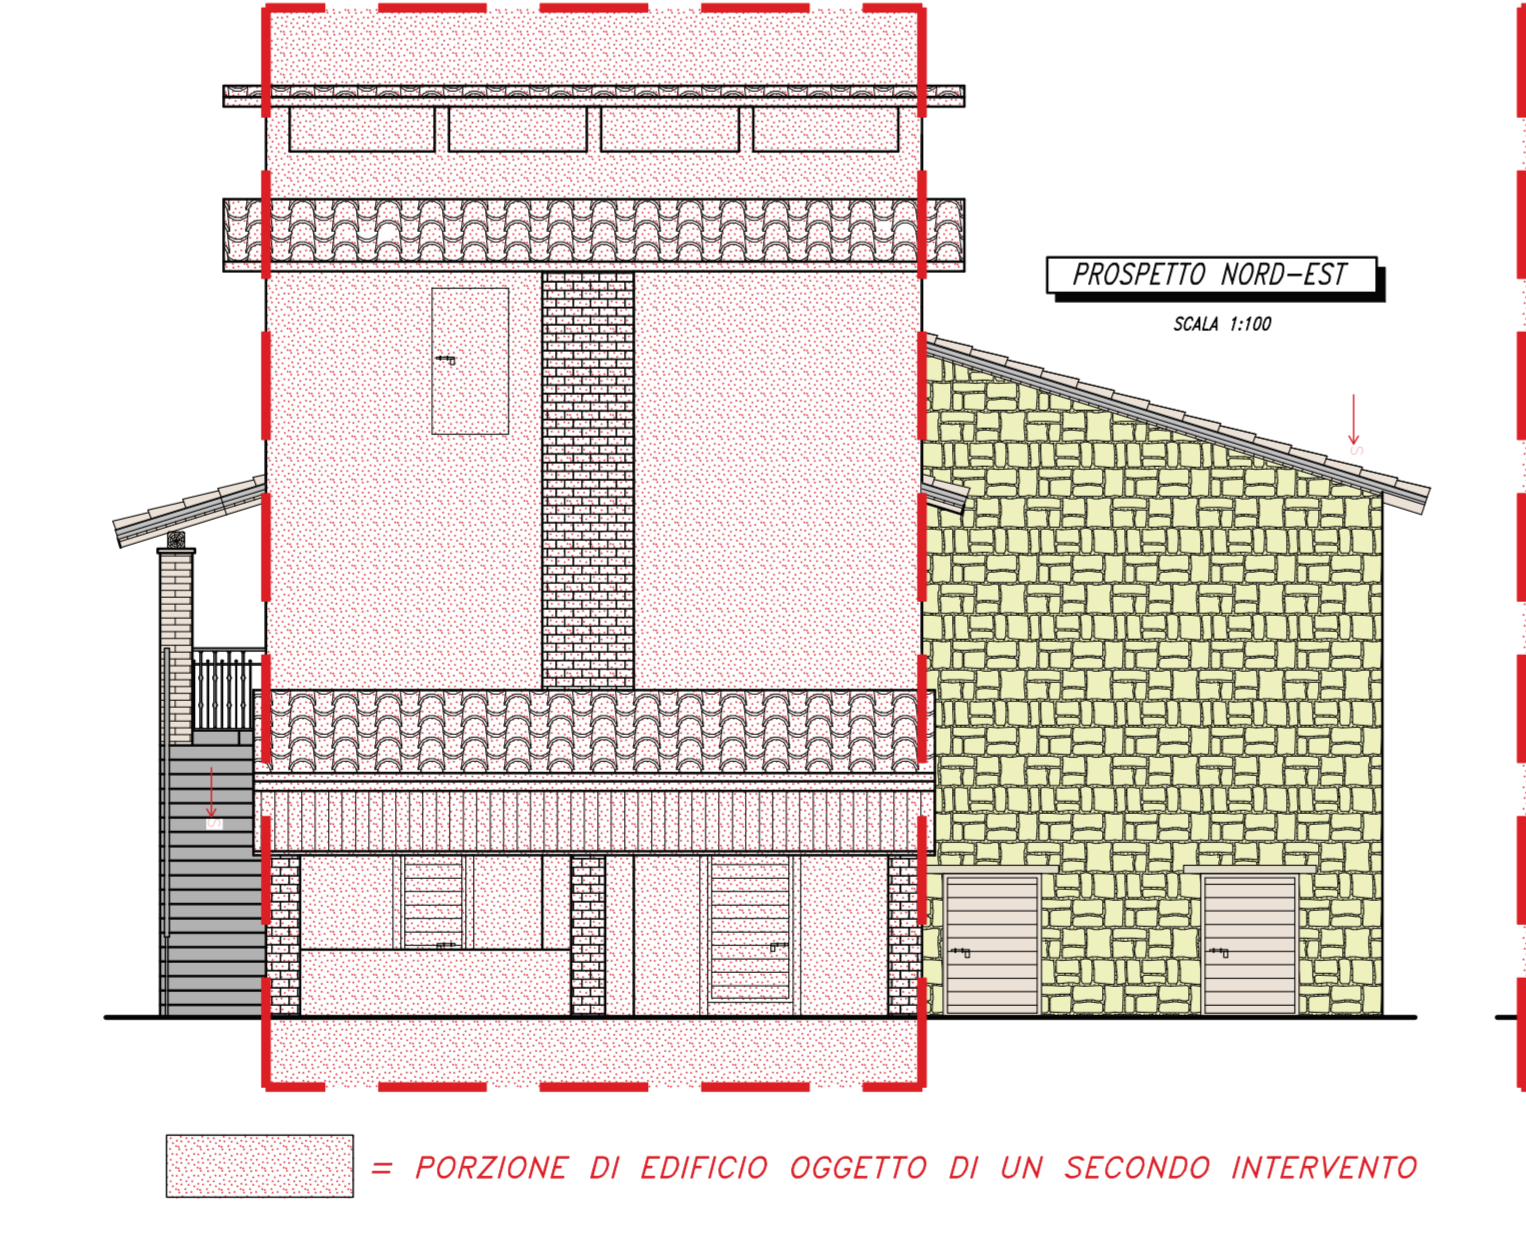 PROSPETTO NORD-EST
SCALA 1:100
S
S
= PORZIONE DI EDIFICIO OGGETTO DI UN SECONDO INTERVENTO